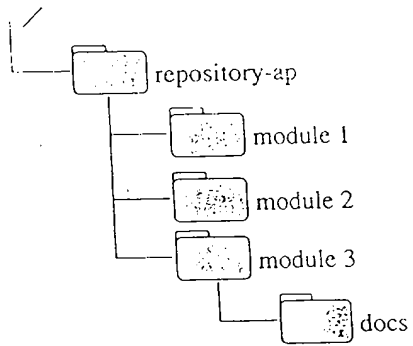 repository-ap
module 1
module 2
module 3
docs